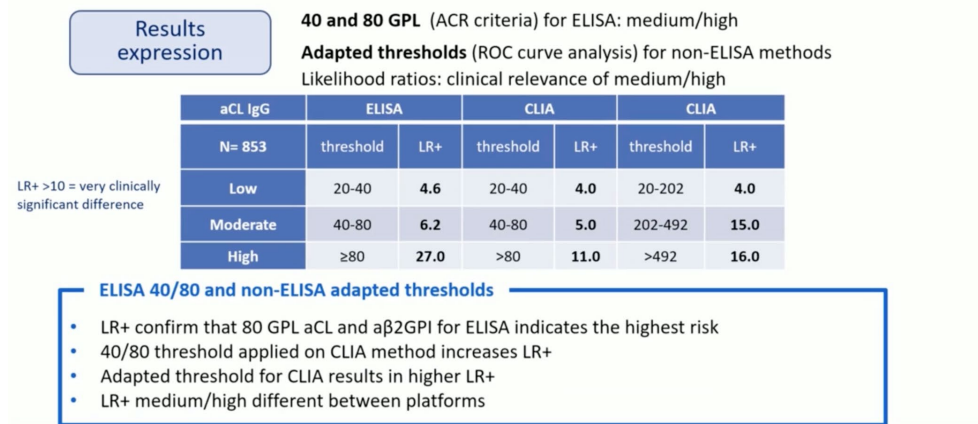 Results
expression
40 and 80 GPL (ACR criteria) for ELISA: medium/high
Adapted thresholds (ROC curve analysis) for non-ELISA methods
Likelihood ratios: clinical relevance of medium/high
aCL IgG ELISA CLIA CLIA
N= 853 threshold LR+ threshold LR+ threshold LR+
Low 20-40 4.6 20-40 4.0 20-202 4.0
Moderate 40-80 6.2 40-80 5.0 202-492 15.0
High ≥80 27.0 >80 11.0 >492 16.0
LR+ >10 = very clinically
significant difference
ELISA 40/80 and non-ELISA adapted thresholds
• LR+ confirm that 80 GPL aCL and aβ2GPI for ELISA indicates the highest risk
• 40/80 threshold applied on CLIA method increases LR+
• Adapted threshold for CLIA results in higher LR+
• LR+ medium/high different between platforms